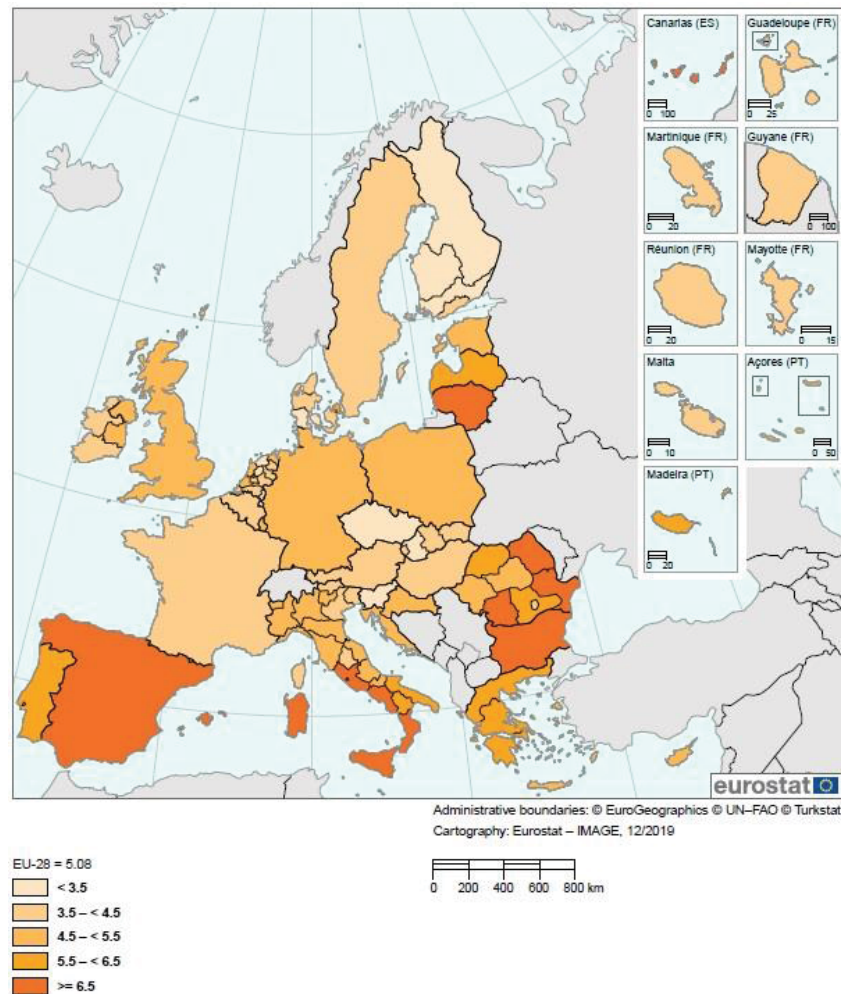 Canarias (ES)
0 100
Guadeloupe (FR)
0 25
Martinique (FR)
0 20
Guyane (FR)
0 100
Réunion (FR)
0 20
Mayotte (FR)
0 15
Malta
0 10
Açores (PT)
0 50
Madeira (PT)
0 20
eurostat
Administrative boundaries: © EuroGeographics © UN–FAO © Turkstat
Cartography: Eurostat – IMAGE, 12/2019
0 200 400 600 800 km
EU-28 = 5.08
< 3.5
3.5 – < 4.5
4.5 – < 5.5
5.5 – < 6.5
>= 6.5